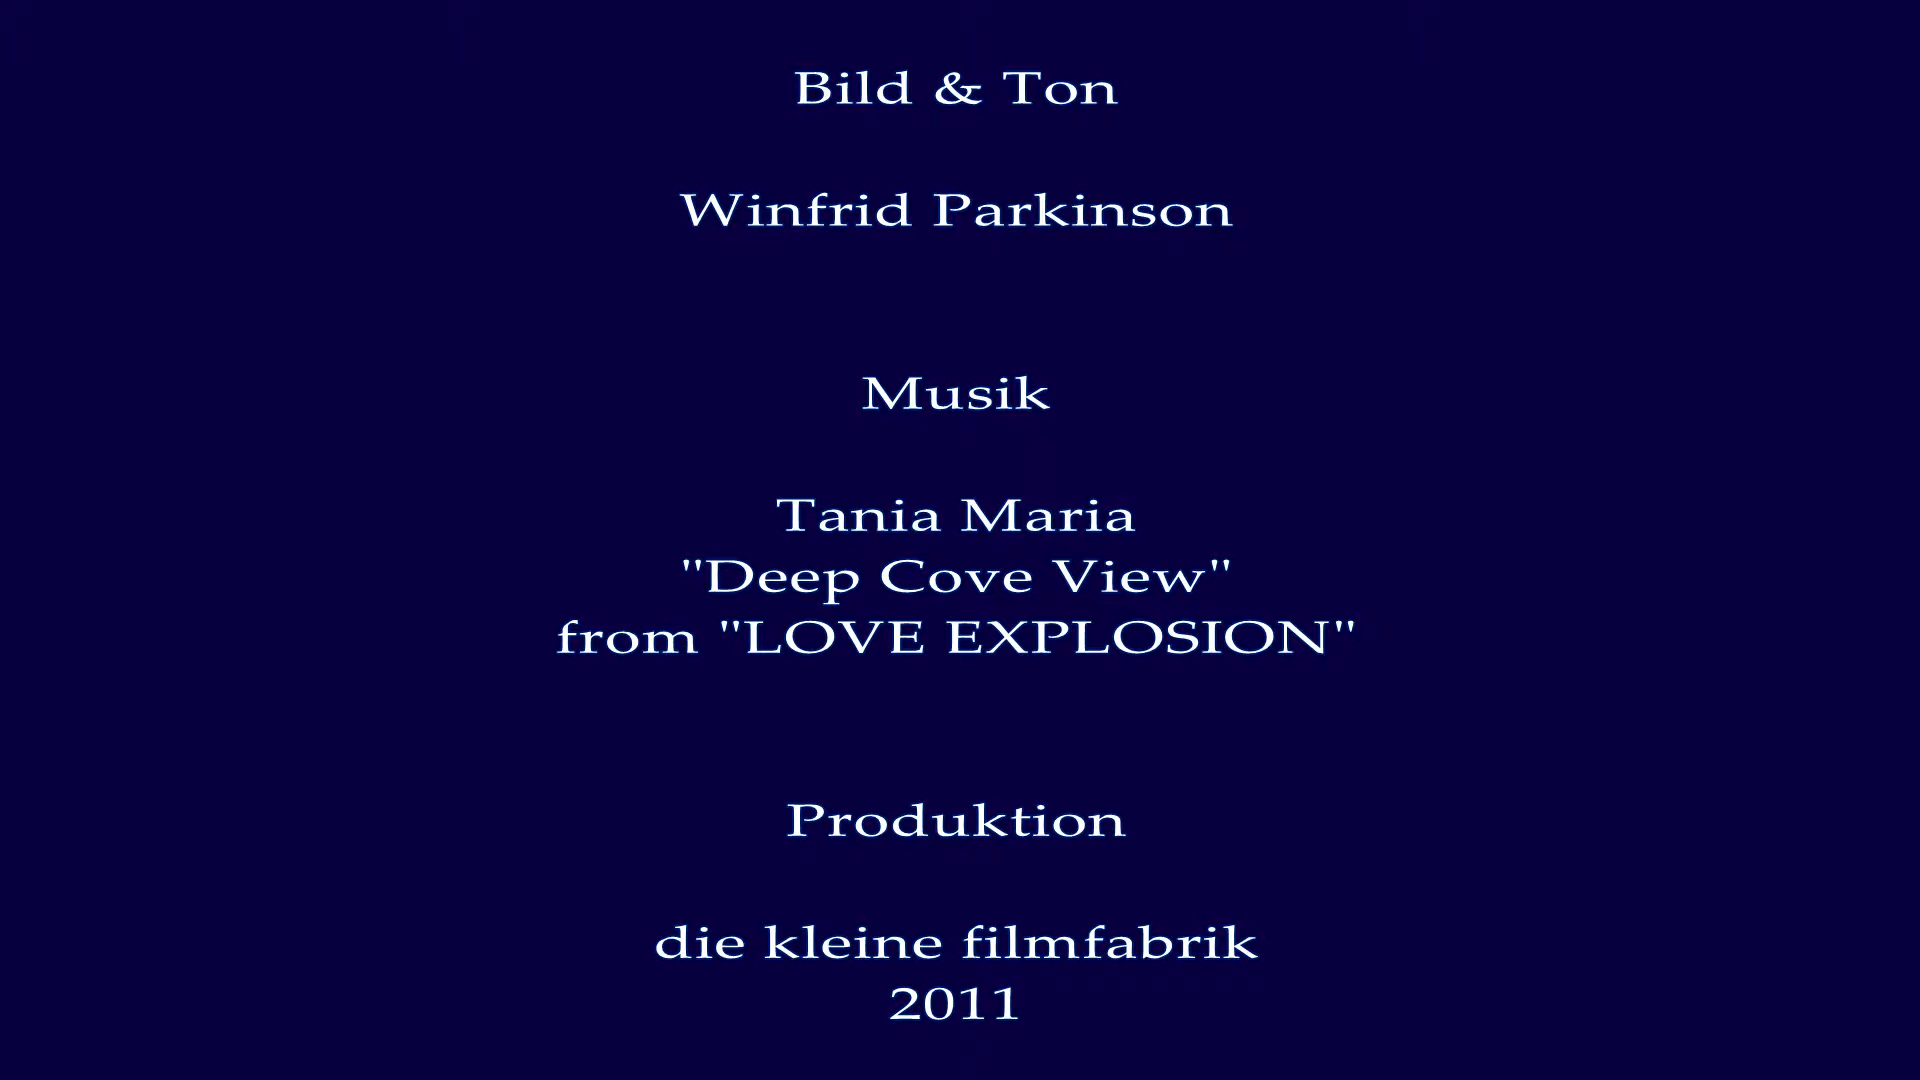 Bild & Ton
Winfrid Parkinson
Musik
Tania Maria
"Deep Cove View"
from "LOVE EXPLOSION"
Produktion
die kleine filmfabrik
2011